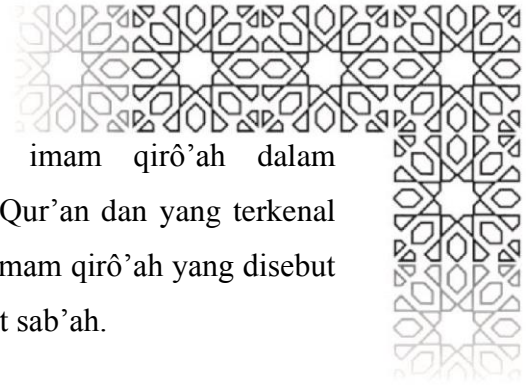 imam qirô’ah dalam
Qur’an dan yang terkenal
mam qirô’ah yang disebut
t sab’ah.